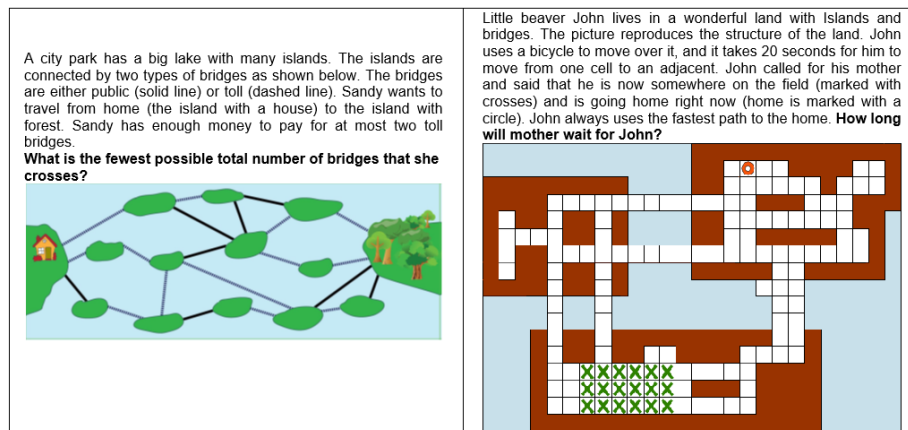 A city park has a big lake with many islands. The islands are
connected by two types of bridges as shown below. The bridges
are either public (solid line) or toll (dashed line). Sandy wants to
travel from home (the island with a house) to the island with
forest. Sandy has enough money to pay for at most two toll
bridges.
What is the fewest possible total number of bridges that she
crosses?
Little beaver John lives in a wonderful land with Islands and
bridges. The picture reproduces the structure of the land. John
uses a bicycle to move over it, and it takes 20 seconds for him to
move from one cell to an adjacent. John called for his mother
and said that he is now somewhere on the field (marked with
crosses) and is going home right now (home is marked with a
circle). John always uses the fastest path to the home. How long
will mother wait for John?